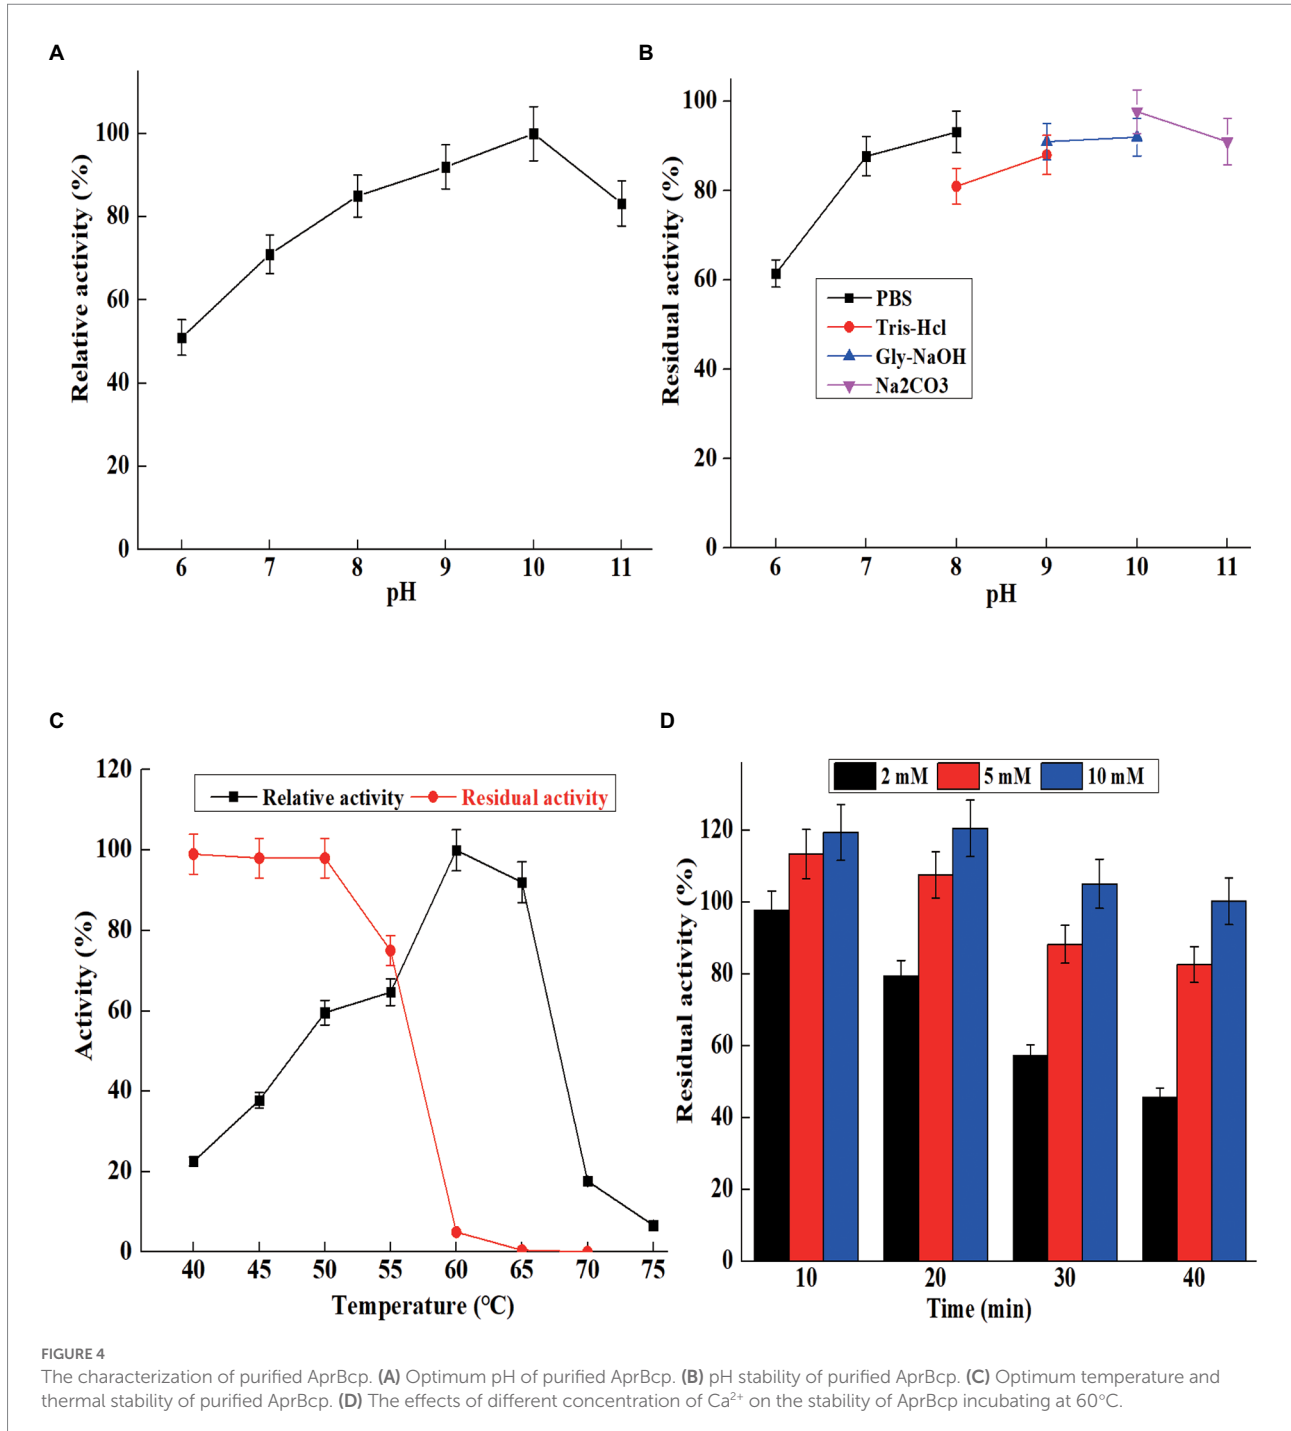 A
Relative activity (%)
100
80
60
40
20
0
6 7 8 9 10 11
pH
B
Residual activity (%)
100
80
60
40
20
0
PBS
Tris-Hcl
Gly-NaOH
Na2CO3
6 7 8 9 10 11
pH
C
Activity (%)
120
100
80
60
40
20
0
Relative activity Residual activity
40 45 50 55 60 65 70 75
Temperature (°C)
D
Residual activity (%)
2 mM 5 mM 10 mM
120
100
80
60
40
20
0
10 20 30 40
Time (min)
FIGURE 4
The characterization of purified AprBcp. (A) Optimum pH of purified AprBcp. (B) pH stability of purified AprBcp. (C) Optimum temperature and
thermal stability of purified AprBcp. (D) The effects of different concentration of Ca²⁺ on the stability of AprBcp incubating at 60°C.